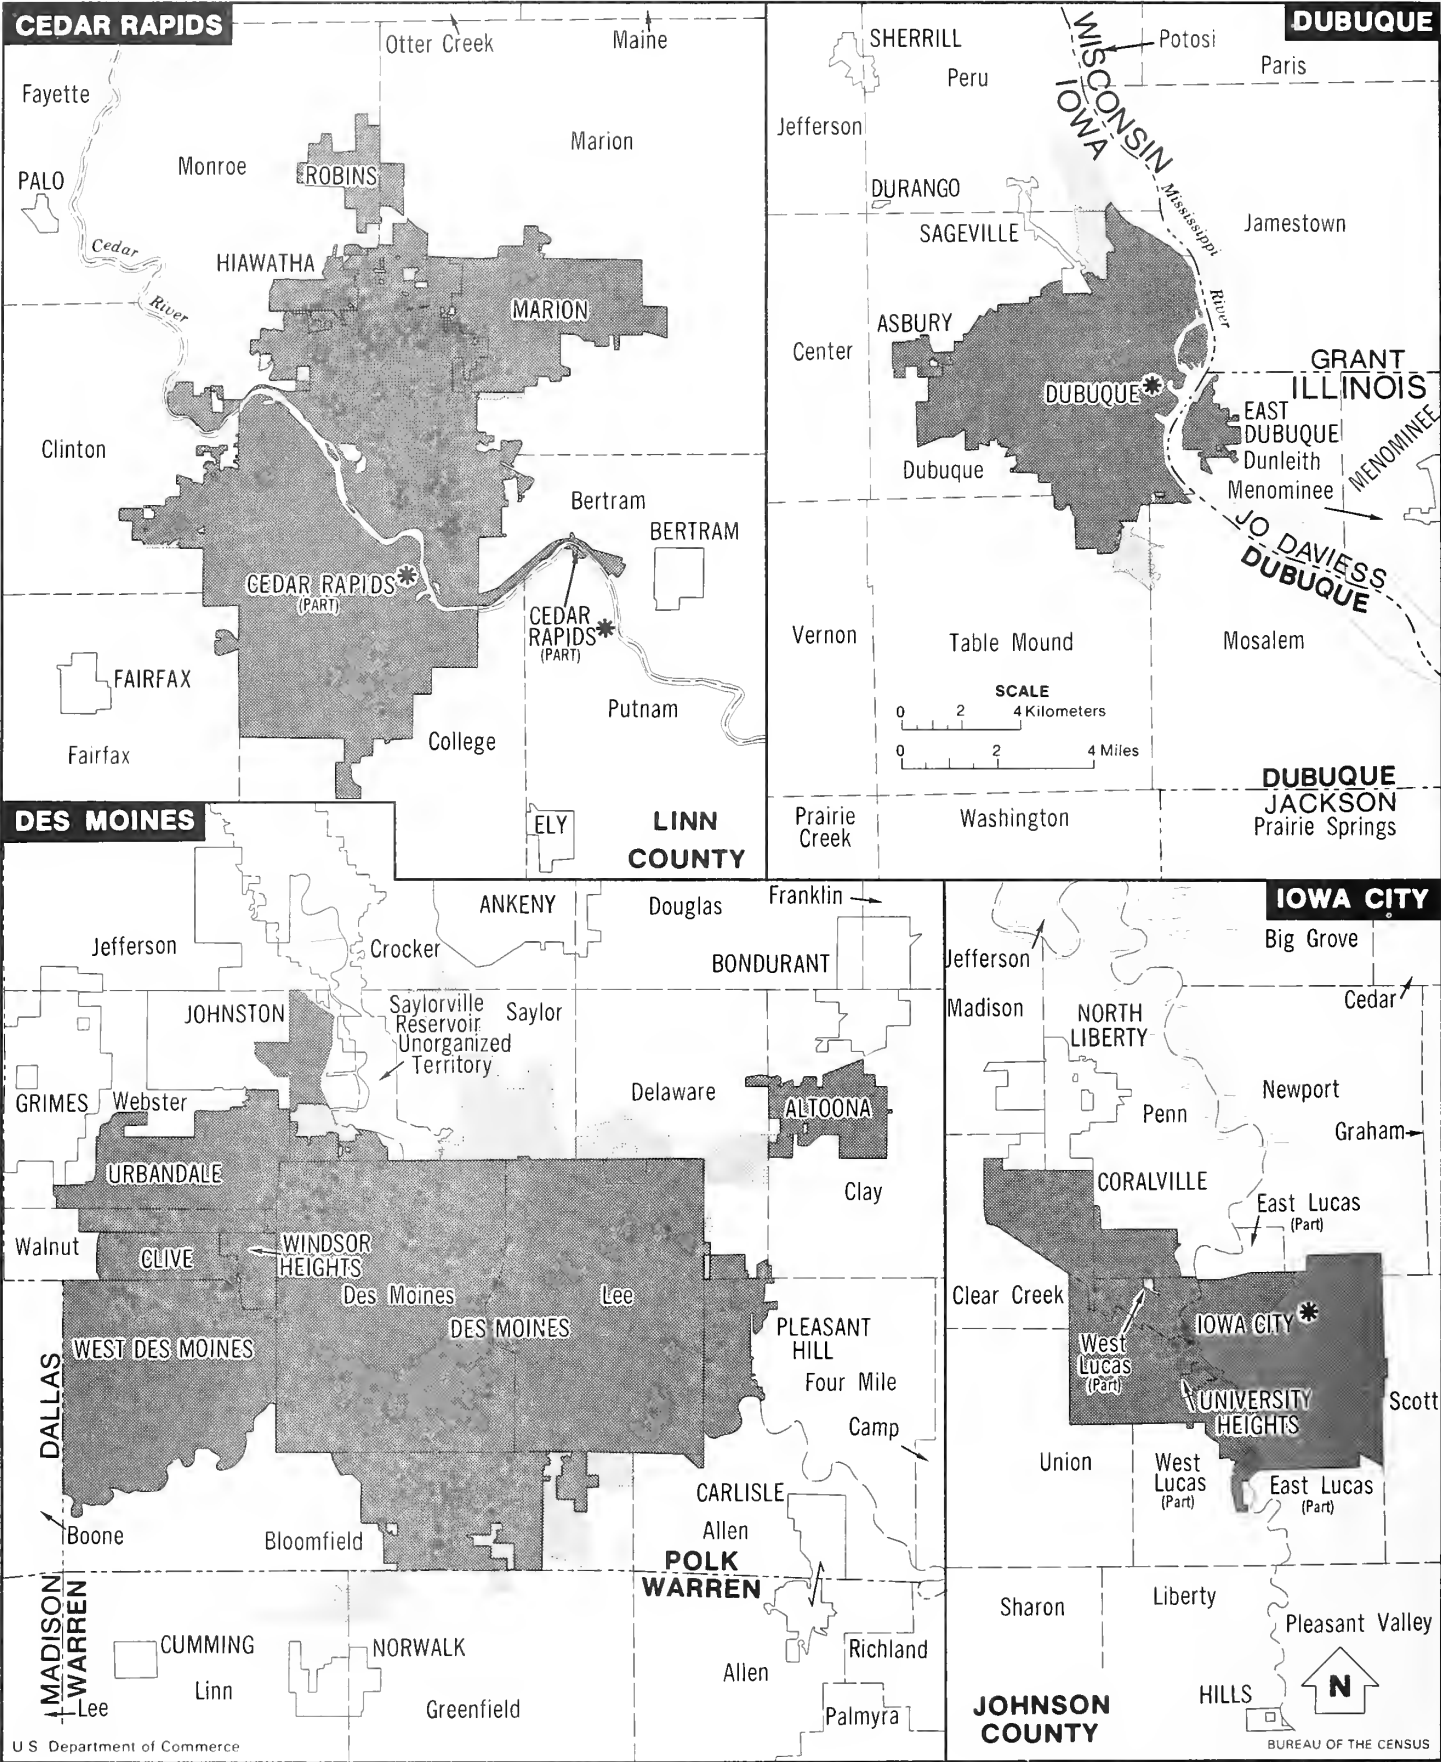 CEDAR RAPIDS
Otter Creek
Maine
Fayette
Monroe
Marion
PALO
ROBINS
Cedar
River
HIAWATHA
MARION
Clinton
Bertram
BERTRAM
CEDAR RAPIDS
(PART)
CEDAR
RAPIDS
(PART)
FAIRFAX
Fairfax
College
Putnam
ELY
LINN
COUNTY
DUBUQUE
SHERRILL
Peru
WISCONSIN
IOWA
Potosi
Paris
Jefferson
DURANGO
SAGEVILLE
Mississippi
River
Jamestown
ASBURY
Center
DUBUQUE
GRANT
ILLINOIS
EAST
DUBUQUE
Dunleith
Menominee
MENOMINEE
Dubuque
JO DAVIESS
DUBUQUE
Vernon
Table Mound
Mosalem
SCALE
0 2 4 Kilometers
0 2 4 Miles
DUBUQUE
JACKSON
Prairie Springs
Prairie
Creek
Washington
DES MOINES
ANKENY
Douglas
Franklin
Jefferson
Crocker
BONDURANT
JOHNSTON
Saylorville
Reservoir
Unorganized
Territory
Saylor
GRIMES
Webster
Delaware
ALTOONA
URBANDALE
Clay
Walnut
CLIVE
WINDSOR
HEIGHTS
Des Moines
Lee
DES MOINES
WEST DES MOINES
PLEASANT
HILL
Four Mile
Camp
DALLAS
CARLISLE
Allen
Boone
Bloomfield
POLK
WARREN
MADISON
WARREN
CUMMING
NORWALK
Linn
Lee
Greenfield
Allen
Richland
Palmyra
U S Department of Commerce
IOWA CITY
Big Grove
Jefferson
Madison
Cedar
NORTH
LIBERTY
Penn
Newport
Graham
CORALVILLE
East Lucas
(Part)
Clear Creek
IOWA CITY
West
Lucas
(Part)
UNIVERSITY
HEIGHTS
Scott
Union
West
Lucas
(Part)
East Lucas
(Part)
Sharon
Liberty
Pleasant Valley
N
HILLS
JOHNSON
COUNTY
BUREAU OF THE CENSUS